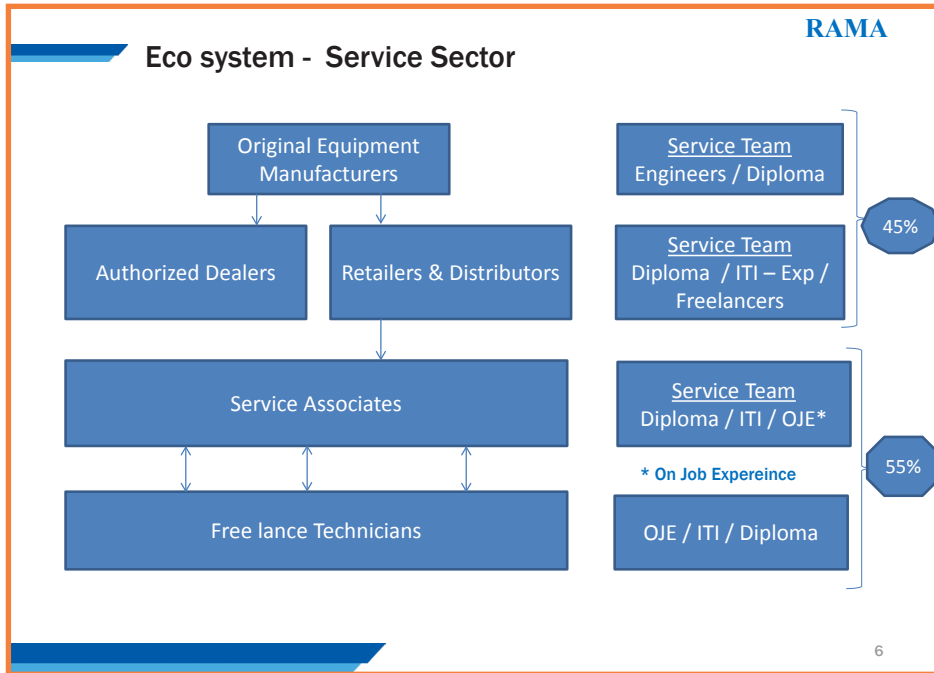 RAMA
Eco system - Service Sector
Original Equipment
Manufacturers
Service Team
Engineers / Diploma
45%
Authorized Dealers
Retailers & Distributors
Service Team
Diploma / ITI – Exp /
Freelancers
Service Associates
Service Team
Diploma / ITI / OJE*
* On Job Expereince
55%
Free lance Technicians
OJE / ITI / Diploma
6